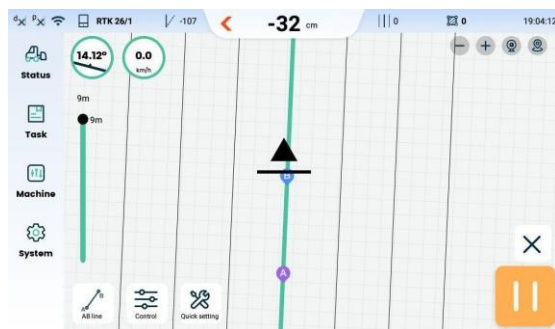 RTK 26/1
-107
-32 cm
0
0
19:04:12
Status
14.12°
0.0
km/h
9m
9m
Task
Machine
System
B
A
AB line
Control
Quick setting